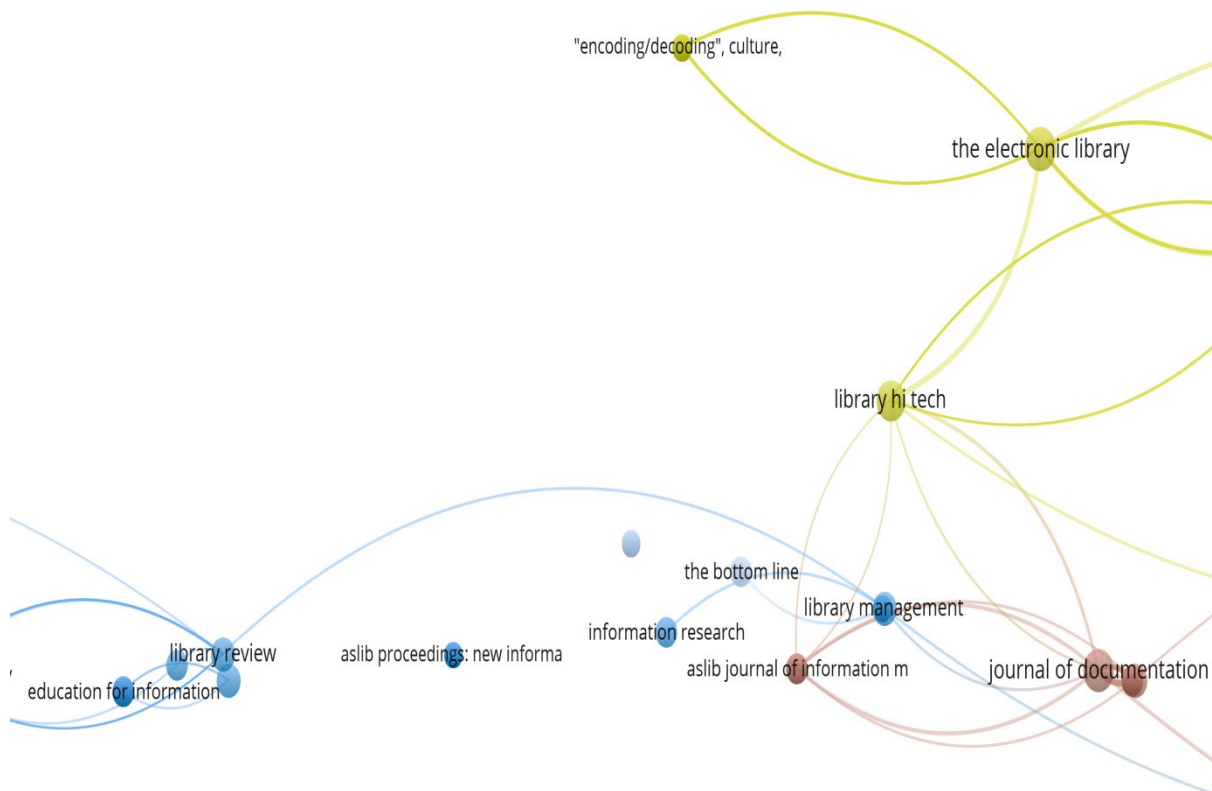 "encoding/decoding", culture,
the electronic library
library hi tech
the bottom line
library management
information research
library review
aslib proceedings: new informa
aslib journal of information m
journal of documentation
education for information